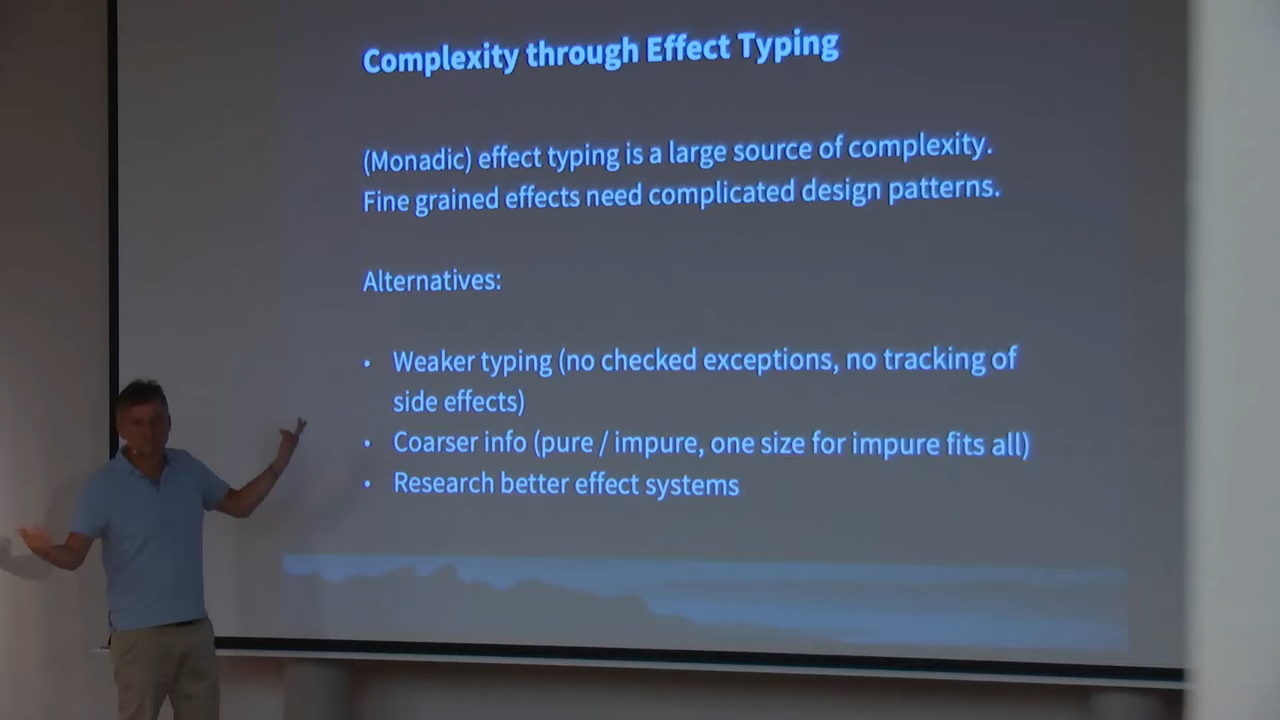 Complexity through Effect Typing
(Monadic) effect typing is a large source of complexity.
Fine grained effects need complicated design patterns.
Alternatives:
• Weaker typing (no checked exceptions, no tracking of
side effects)
• Coarser info (pure / impure, one size for impure fits all)
• Research better effect systems